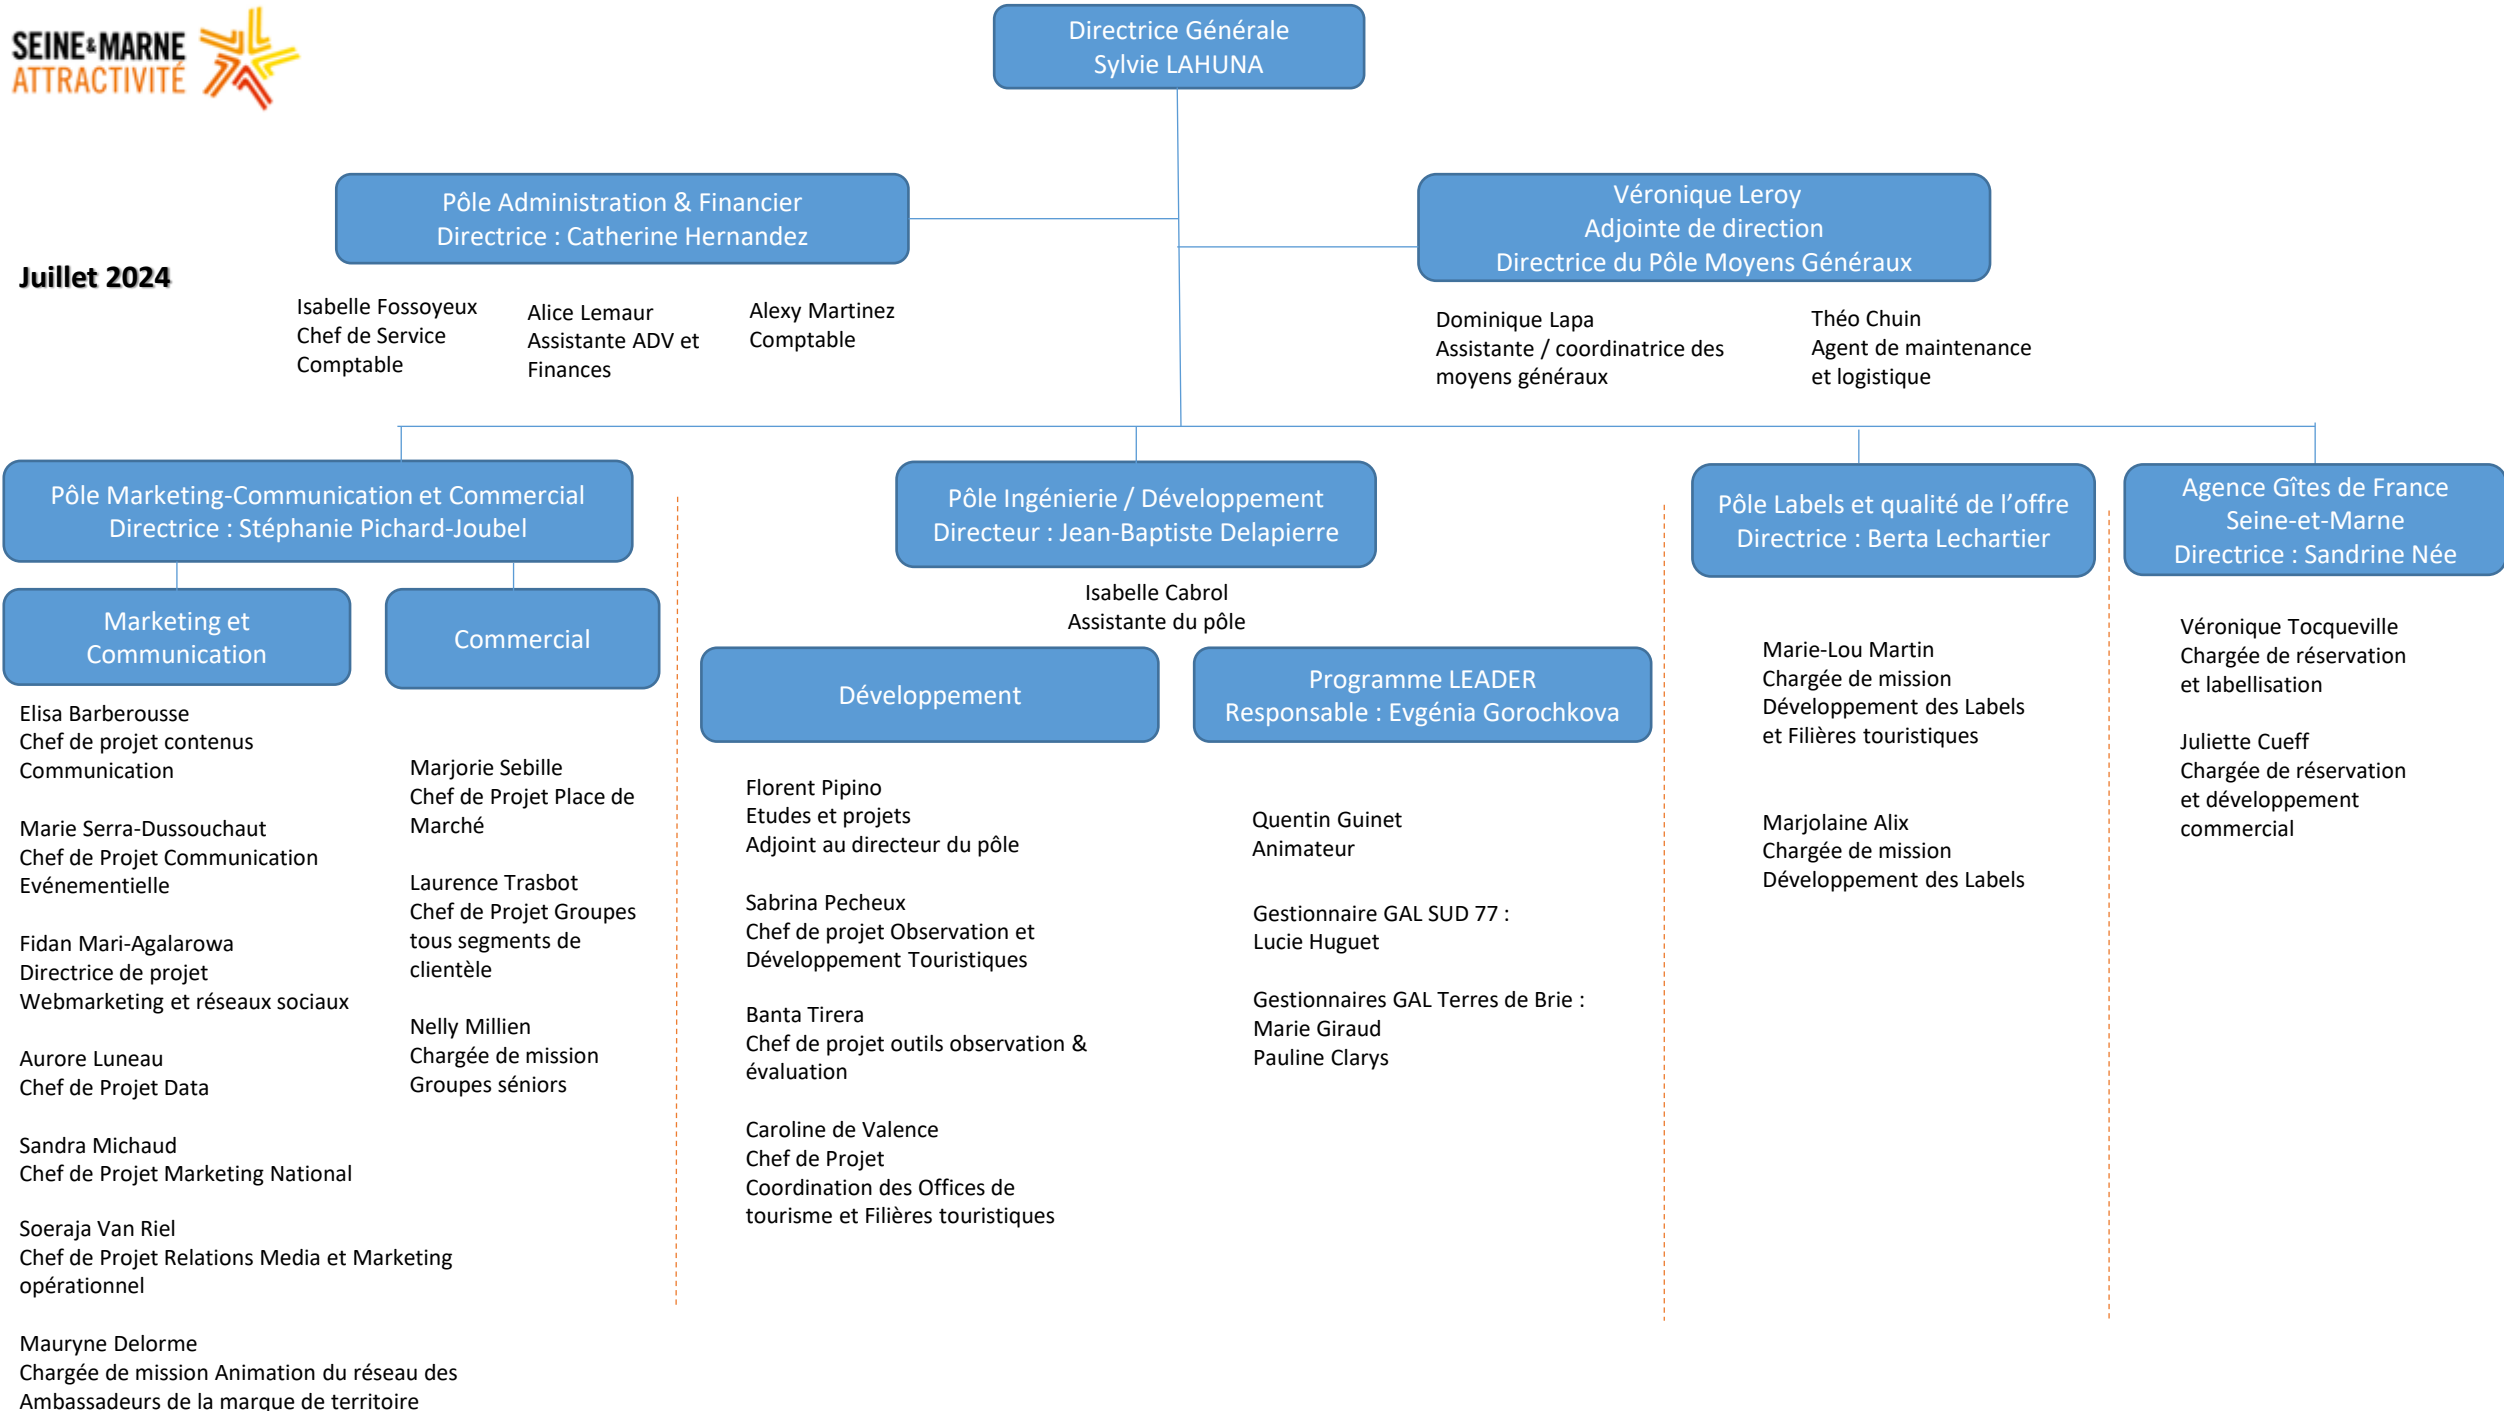 SEINE&MARNE
ATTRACTIVITÉ
Directrice Générale
Sylvie LAHUNA
Pôle Administration & Financier
Directrice : Catherine Hernandez
Véronique Leroy
Adjointe de direction
Directrice du Pôle Moyens Généraux
Juillet 2024
Isabelle Fossoyeux
Chef de Service
Comptable
Alice Lemaur
Assistante ADV et
Finances
Alexy Martinez
Comptable
Dominique Lapa
Assistante / coordinatrice des
moyens généraux
Théo Chuin
Agent de maintenance
et logistique
Pôle Marketing-Communication et Commercial
Directrice : Stéphanie Pichard-Joubel
Marketing et
Communication
Elisa Barberousse
Chef de projet contenus
Communication
Marie Serra-Dussouchaut
Chef de Projet Communication
Evénementielle
Fidan Mari-Agalarowa
Directrice de projet
Webmarketing et réseaux sociaux
Aurore Luneau
Chef de Projet Data
Sandra Michaud
Chef de Projet Marketing National
Soeraja Van Riel
Chef de Projet Relations Media et Marketing
opérationnel
Mauryne Delorme
Chargée de mission Animation du réseau des
Ambassadeurs de la marque de territoire
Commercial
Marjorie Sebille
Chef de Projet Place de
Marché
Laurence Trasbot
Chef de Projet Groupes
tous segments de
clientèle
Nelly Millien
Chargée de mission
Groupes séniors
Pôle Ingénierie / Développement
Directeur : Jean-Baptiste Delapierre
Isabelle Cabrol
Assistante du pôle
Développement
Florent Pipino
Etudes et projets
Adjoint au directeur du pôle
Sabrina Pecheux
Chef de projet Observation et
Développement Touristiques
Banta Tirera
Chef de projet outils observation &
évaluation
Caroline de Valence
Chef de Projet
Coordination des Offices de
tourisme et Filières touristiques
Programme LEADER
Responsable : Evgénia Gorochkova
Quentin Guinet
Animateur
Gestionnaire GAL SUD 77 :
Lucie Huguet
Gestionnaires GAL Terres de Brie :
Marie Giraud
Pauline Clarys
Pôle Labels et qualité de l’offre
Directrice : Berta Lechartier
Marie-Lou Martin
Chargée de mission
Développement des Labels
et Filières touristiques
Marjolaine Alix
Chargée de mission
Développement des Labels
Agence Gîtes de France
Seine-et-Marne
Directrice : Sandrine Née
Véronique Tocqueville
Chargée de réservation
et labellisation
Juliette Cueff
Chargée de réservation
et développement
commercial